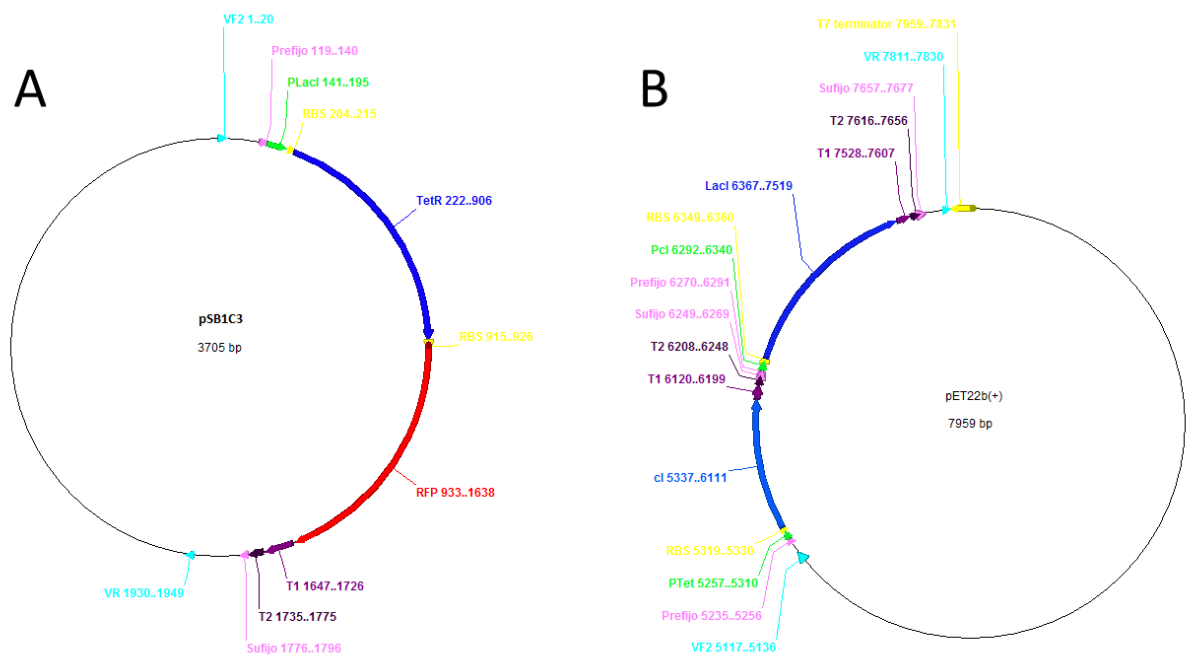 A
VF2 1..20
Prefijo 119..140
PLacI 141..195
RBS 204..215
TetR 222..906
pSB1C3
3705 bp
RBS 915..926
RFP 933..1638
T1 1647..1726
VR 1930..1949
T2 1735..1775
Sufijo 1776..1796
B
T7 terminator 7959..7831
VR 7811..7830
Sufijo 7657..7677
T2 7616..7656
T1 7528..7607
LacI 6367..7519
RBS 6349..6360
PcI 6292..6340
Prefijo 6270..6291
Sufijo 6249..6269
T2 6208..6248
T1 6120..6199
pET22b(+)
7959 bp
cI 5337..6111
RBS 5319..5330
PTet 5257..5310
Prefijo 5235..5256
VF2 5117..5136